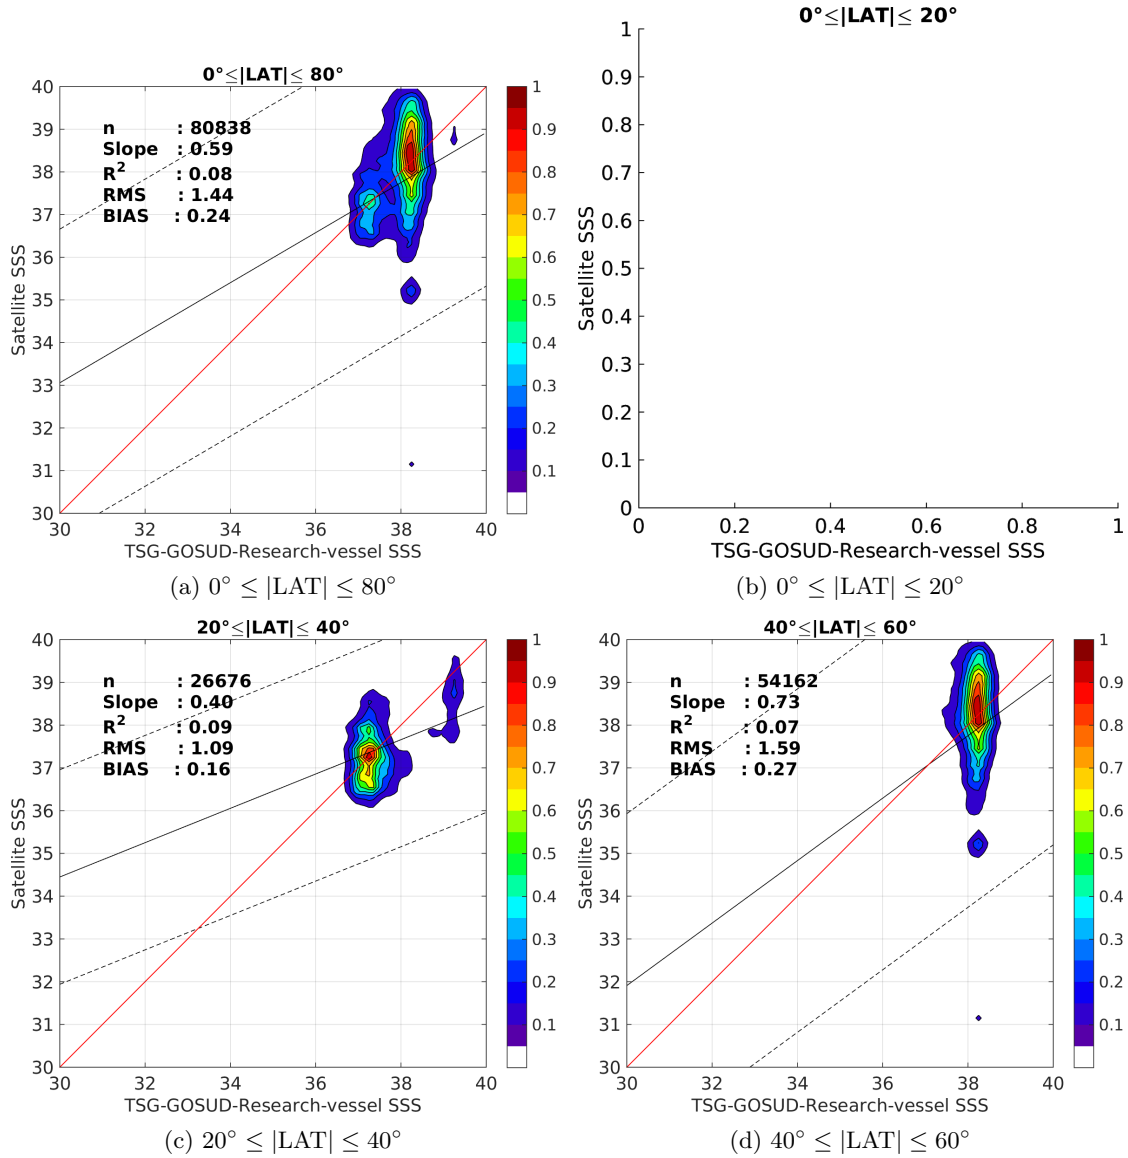 0°≤|LAT|≤ 80°
40
39
38
37
36
35
34
33
32
31
30
Satellite SSS
n : 80838
Slope : 0.59
R² : 0.08
RMS : 1.44
BIAS : 0.24
30 32 34 36 38 40
TSG-GOSUD-Research-vessel SSS
1
0.9
0.8
0.7
0.6
0.5
0.4
0.3
0.2
0.1
(a) 0° ≤ |LAT| ≤ 80°
0°≤|LAT|≤ 20°
1
0.9
0.8
0.7
0.6
0.5
0.4
0.3
0.2
0.1
0
Satellite SSS
0 0.2 0.4 0.6 0.8 1
TSG-GOSUD-Research-vessel SSS
(b) 0° ≤ |LAT| ≤ 20°
20°≤|LAT|≤ 40°
40
39
38
37
36
35
34
33
32
31
30
Satellite SSS
n : 26676
Slope : 0.40
R² : 0.09
RMS : 1.09
BIAS : 0.16
30 32 34 36 38 40
TSG-GOSUD-Research-vessel SSS
1
0.9
0.8
0.7
0.6
0.5
0.4
0.3
0.2
0.1
(c) 20° ≤ |LAT| ≤ 40°
40°≤|LAT|≤ 60°
40
39
38
37
36
35
34
33
32
31
30
Satellite SSS
n : 54162
Slope : 0.73
R² : 0.07
RMS : 1.59
BIAS : 0.27
30 32 34 36 38 40
TSG-GOSUD-Research-vessel SSS
1
0.9
0.8
0.7
0.6
0.5
0.4
0.3
0.2
0.1
(d) 40° ≤ |LAT| ≤ 60°